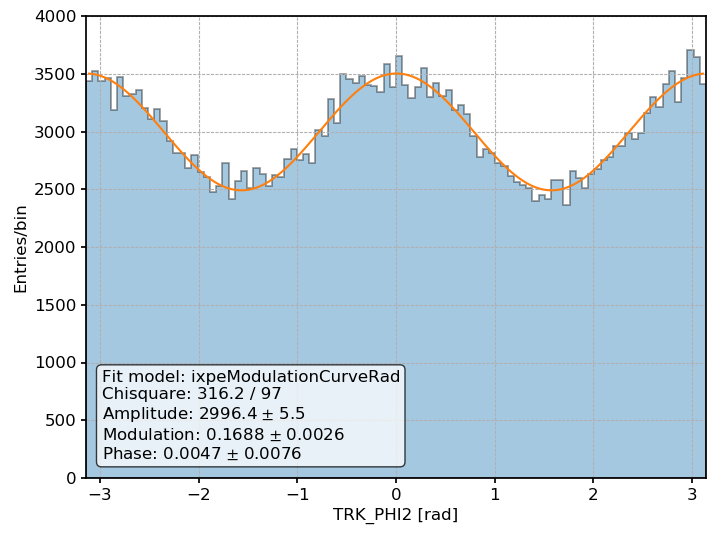 4000
3500
3000
2500
2000
1500
1000
500
0
Entries/bin
Fit model: ixpeModulationCurveRad
Chisquare: 316.2 / 97
Amplitude: 2996.4 ± 5.5
Modulation: 0.1688 ± 0.0026
Phase: 0.0047 ± 0.0076
−3 −2 −1 0 1 2 3
TRK_PHI2 [rad]